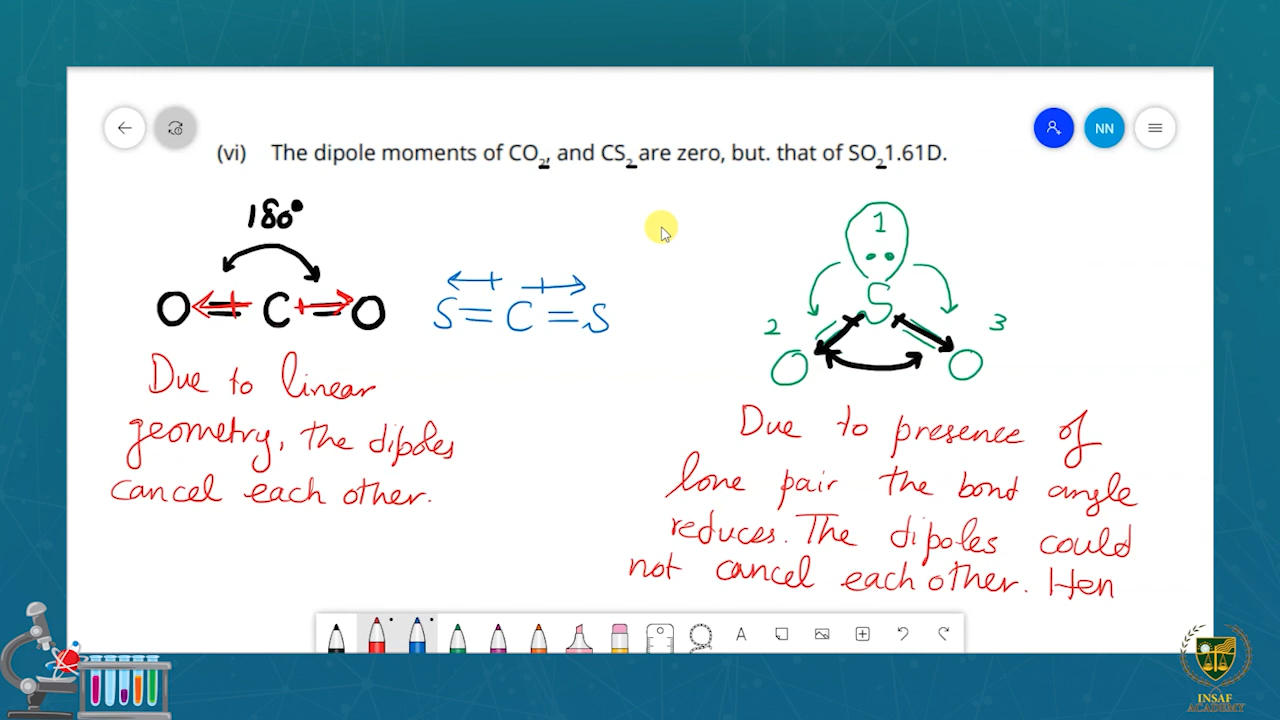 (vi) The dipole moments of CO₂, and CS₂ are zero, but. that of SO₂1.61D.
180°
O=C=O
S=C=S
Due to linear
geometry, the dipoles
cancel each other.
1
S
2
3
O
O
Due to presence of
lone pair the bond angle
reduces. The dipoles could
not cancel each other. Hen
NN
A
INSAF
ACADEMY